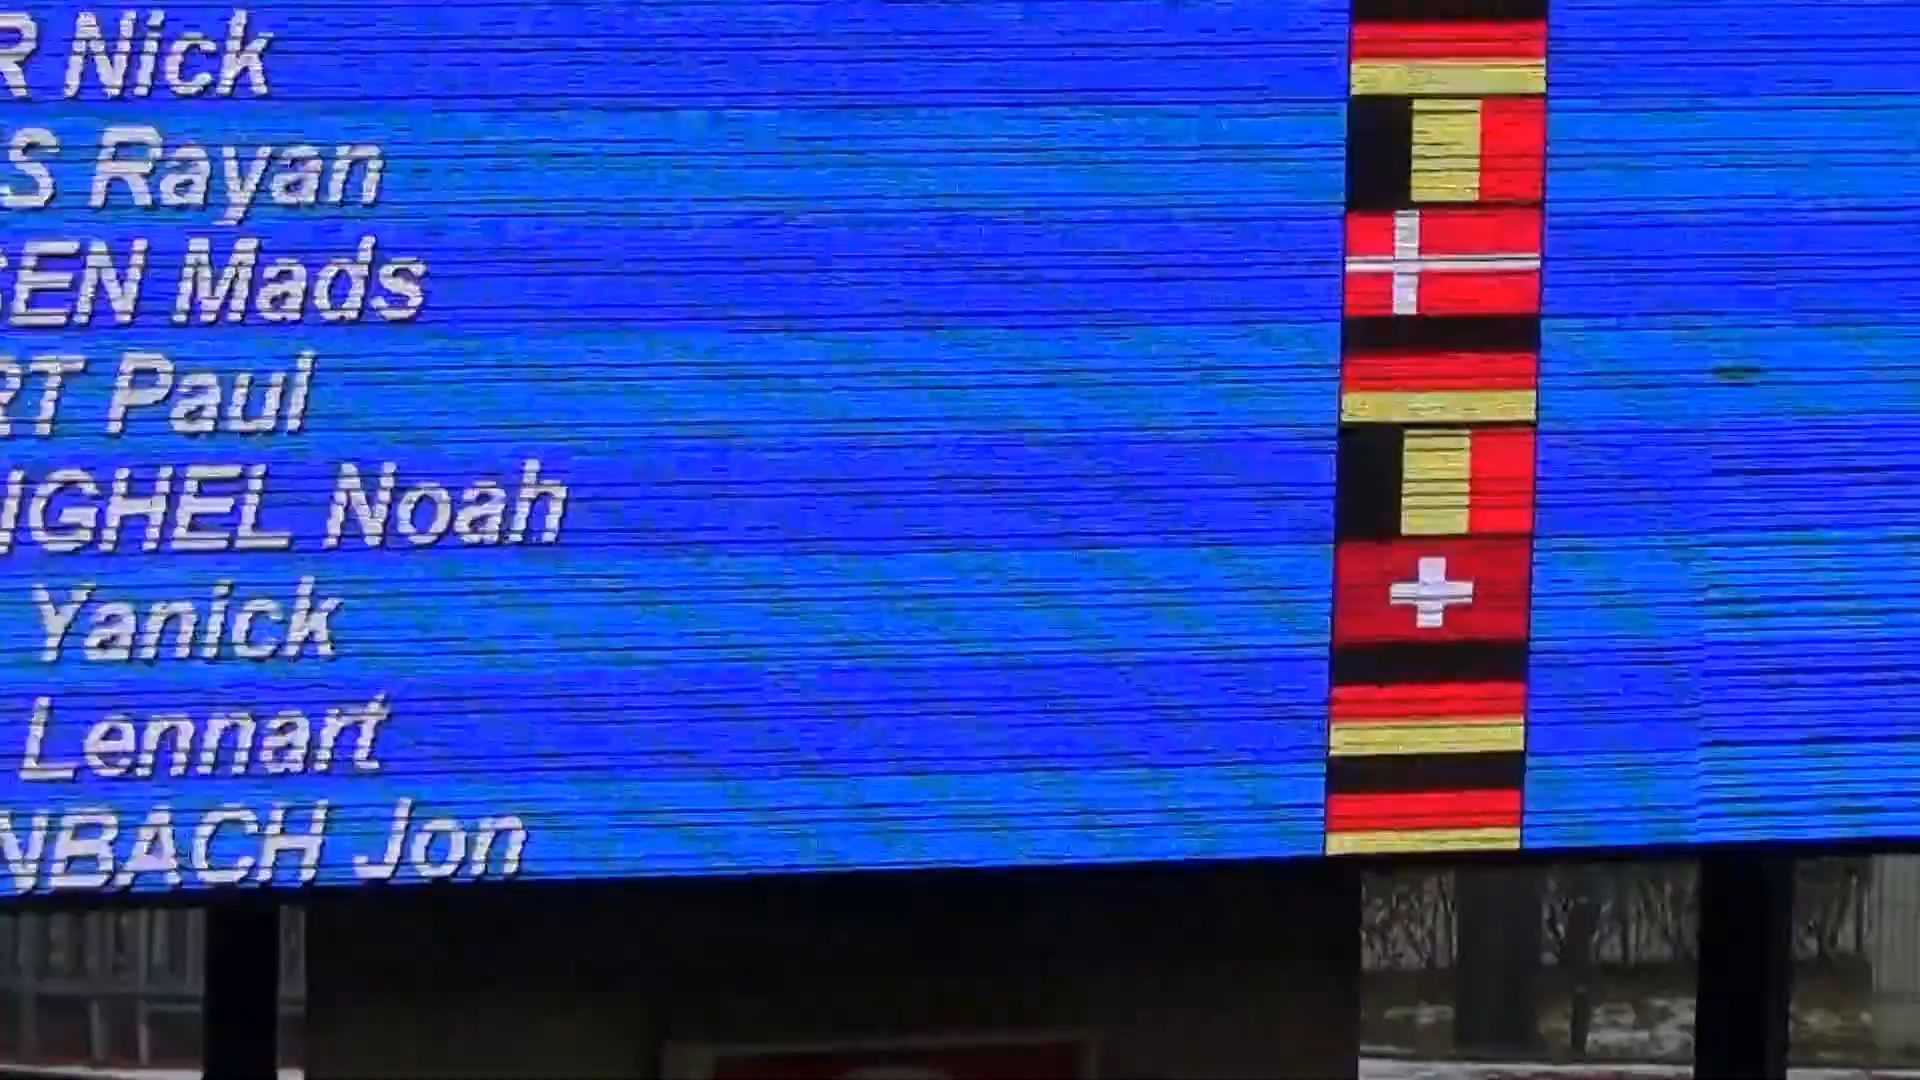 R Nick
S Rayan
SEN Mads
RT Paul
IGHEL Noah
Yanick
Lennart
NBACH Jon